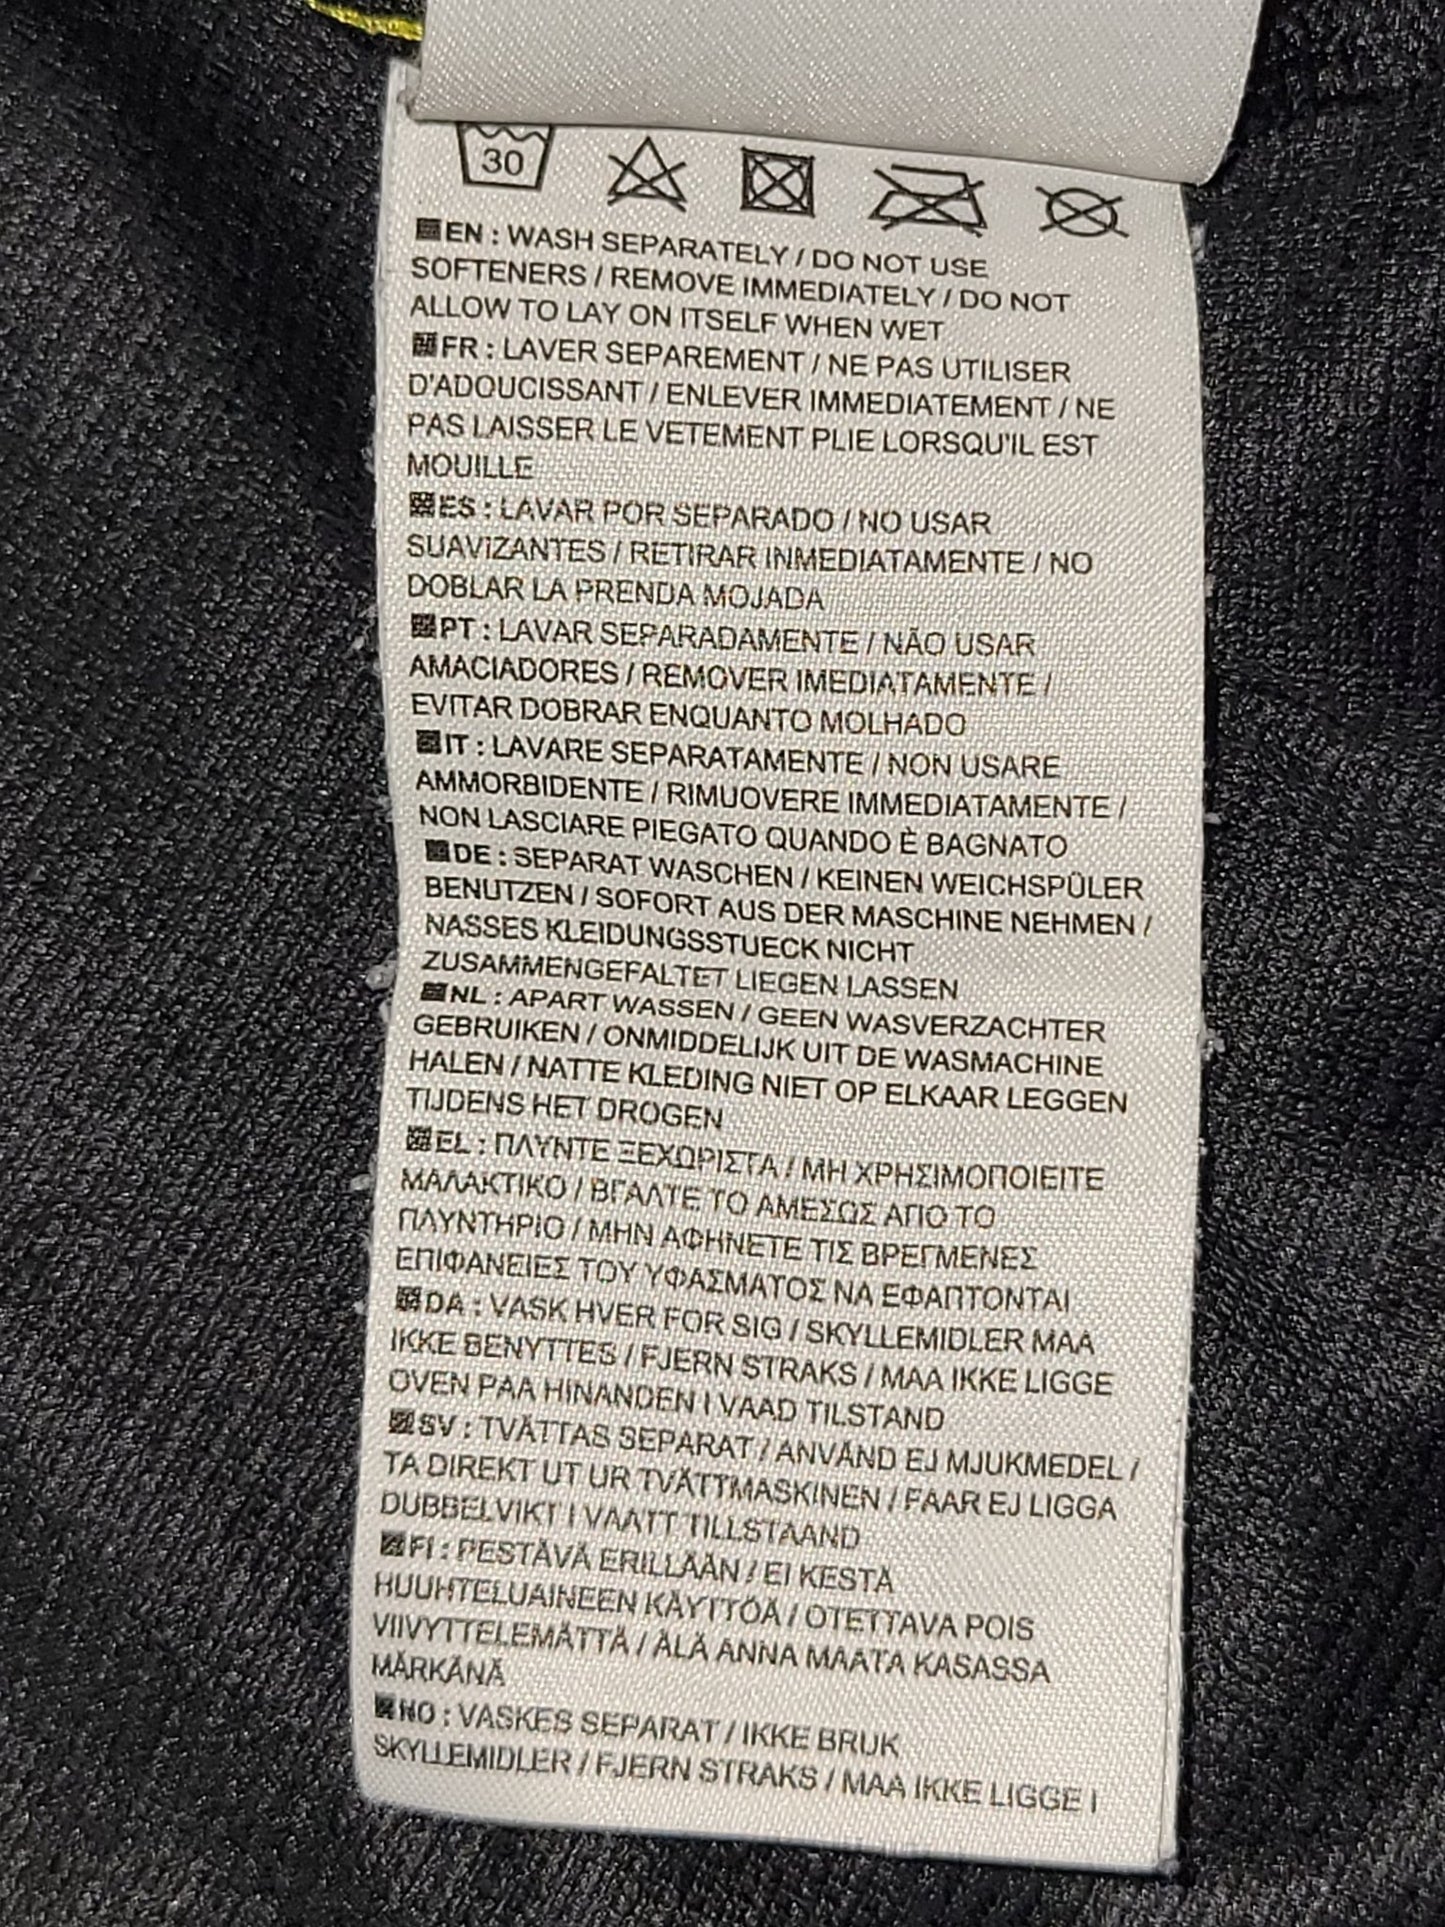 30
EN : WASH SEPARATELY / DO NOT USE
SOFTENERS / REMOVE IMMEDIATELY / DO NOT
ALLOW TO LAY ON ITSELF WHEN WET
FR : LAVER SEPAREMENT / NE PAS UTILISER
D'ADOUCISSANT / ENLEVER IMMEDIATEMENT / NE
PAS LAISSER LE VETEMENT PLIE LORSQU'IL EST
MOUILLE
ES : LAVAR POR SEPARADO / NO USAR
SUAVIZANTES / RETIRAR INMEDIATAMENTE / NO
DOBLAR LA PRENDA MOJADA
PT : LAVAR SEPARADAMENTE / NÃO USAR
AMACIADORES / REMOVER IMEDIATAMENTE /
EVITAR DOBRAR ENQUANTO MOLHADO
IT : LAVARE SEPARATAMENTE / NON USARE
AMMORBIDENTE / RIMUOVERE IMMEDIATAMENTE /
NON LASCIARE PIEGATO QUANDO È BAGNATO
DE : SEPARAT WASCHEN / KEINEN WEICHSPÜLER
BENUTZEN / SOFORT AUS DER MASCHINE NEHMEN /
NASSES KLEIDUNGSSTUECK NICHT
ZUSAMMENGEFALTET LIEGEN LASSEN
NL : APART WASSEN / GEEN WASVERZACHTER
GEBRUIKEN / ONMIDDELIJK UIT DE WASMACHINE
HALEN / NATTE KLEDING NIET OP ELKAAR LEGGEN
TIJDENS HET DROGEN
EL : ΠΛΥΝΤΕ ΞΕΧΩΡΙΣΤΑ / ΜΗ ΧΡΗΣΙΜΟΠΟΙΕΙΤΕ
ΜΑΛΑΚΤΙΚΟ / ΒΓΑΛΤΕ ΤΟ ΑΜΕΣΩΣ ΑΠΟ ΤΟ
ΠΛΥΝΤΗΡΙΟ / ΜΗΝ ΑΦΗΝΕΤΕ ΤΙΣ ΒΡΕΓΜΕΝΕΣ
ΕΠΙΦΑΝΕΙΕΣ ΤΟΥ ΥΦΑΣΜΑΤΟΣ ΝΑ ΕΦΑΠΤΟΝΤΑΙ
DA : VASK HVER FOR SIG / SKYLLEMIDLER MAA
IKKE BENYTTES / FJERN STRAKS / MAA IKKE LIGGE
OVEN PAA HINANDEN I VAAD TILSTAND
SV : TVÄTTAS SEPARAT / ANVÄND EJ MJUKMEDEL /
TA DIREKT UT UR TVÄTTMASKINEN / FAAR EJ LIGGA
DUBBELVIKT I VAATT TILLSTAAND
FI : PESTÄVÄ ERILLÄÄN / EI KESTÄ
HUUHTELUAINEEN KÄYTTÖÄ / OTETTAVA POIS
VIIVYTTELEMÄTTÄ / ÄLÄ ANNA MAATA KASASSA
MÄRKÄNÄ
NO : VASKES SEPARAT / IKKE BRUK
SKYLLEMIDLER / FJERN STRAKS / MAA IKKE LIGGE I